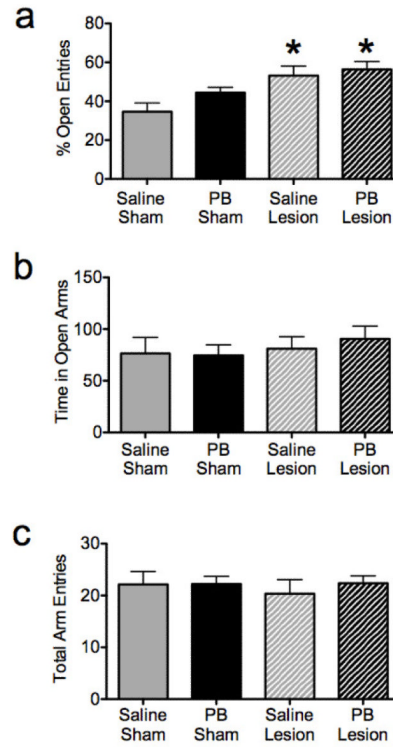 a
% Open Entries
80
60
40
20
0
* *
Saline PB Saline PB
Sham Sham Lesion Lesion
b
Time in Open Arms
150
100
50
0
Saline PB Saline PB
Sham Sham Lesion Lesion
c
Total Arm Entries
30
20
10
0
Saline PB Saline PB
Sham Sham Lesion Lesion